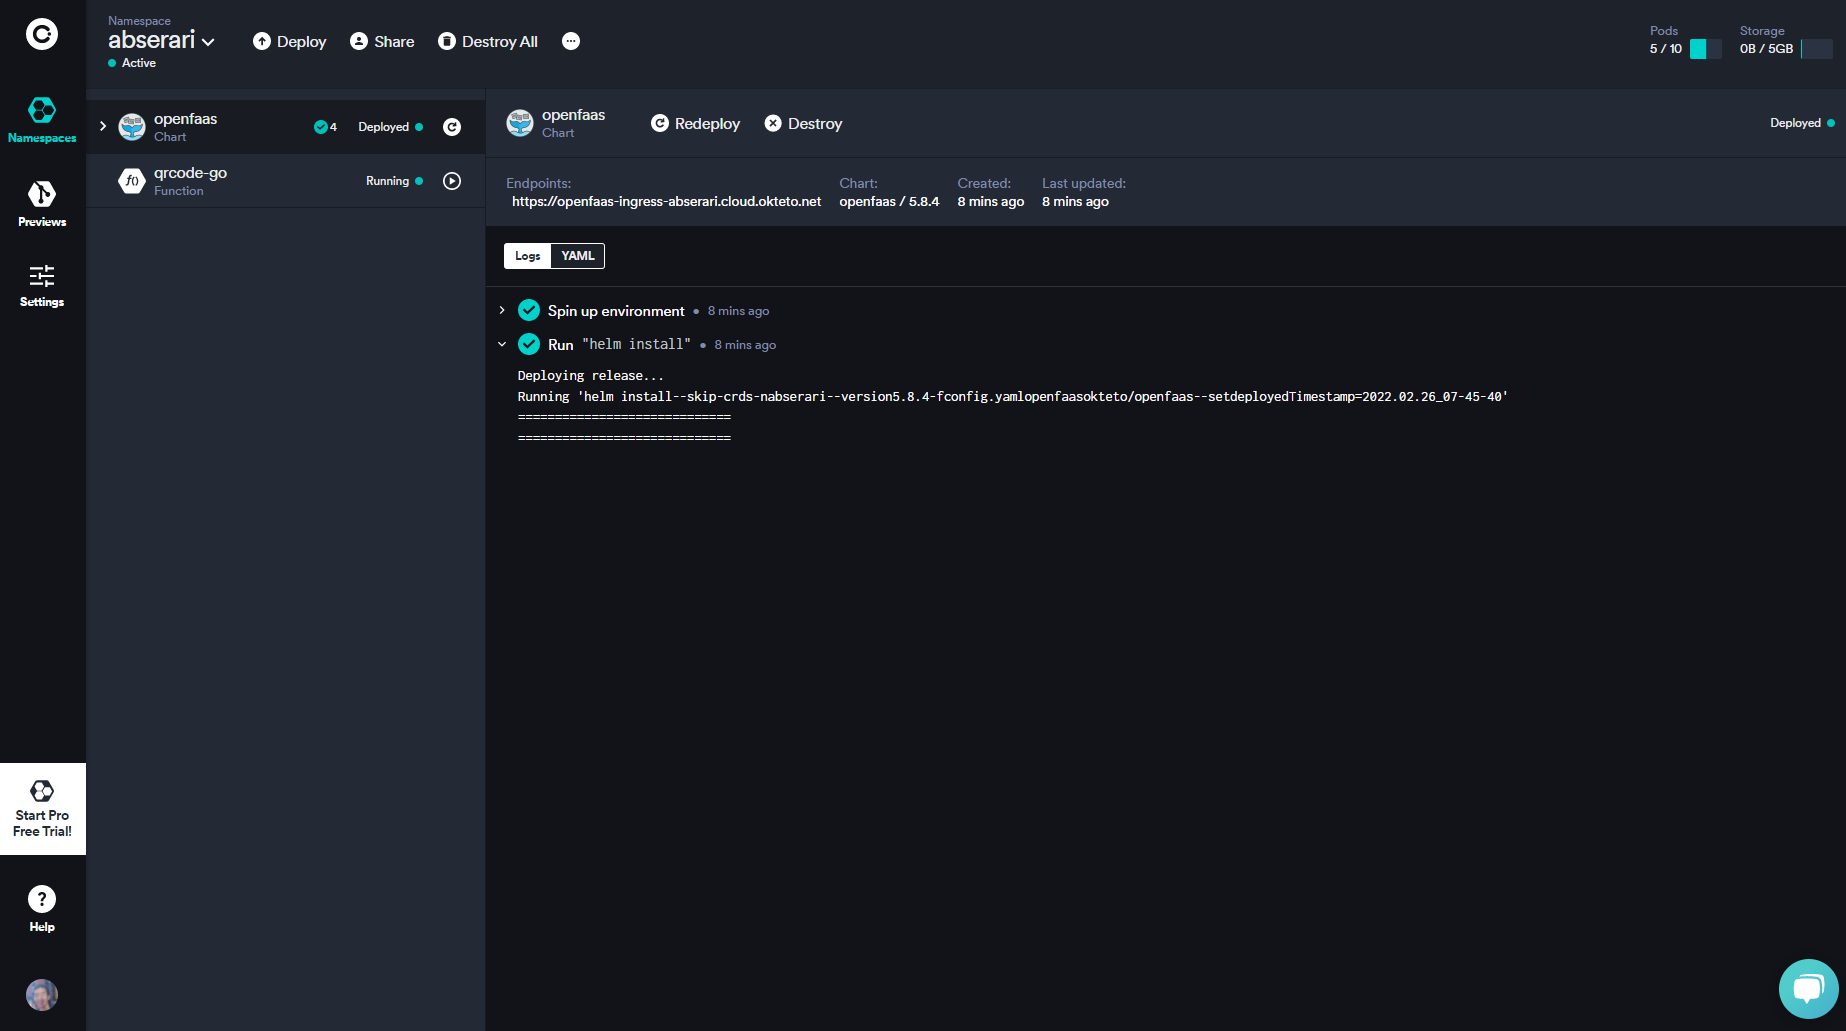 Namespace
abserari
Active
Deploy
Share
Destroy All
Pods
5 / 10
Storage
0B / 5GB
Namespaces
Previews
Settings
Start Pro
Free Trial!
Help
openfaas
Chart
4
Deployed
qrcode-go
Function
f()
Running
openfaas
Chart
Redeploy
Destroy
Deployed
Endpoints:
https://openfaas-ingress-abserari.cloud.okteto.net
Chart:
openfaas / 5.8.4
Created:
8 mins ago
Last updated:
8 mins ago
Logs
YAML
Spin up environment • 8 mins ago
Run "helm install" • 8 mins ago
Deploying release...
Running 'helm install--skip-crds-nabserari--version5.8.4-fconfig.yamlopenfaasokteto/openfaas--setdeployedTimestamp=2022.02.26_07-45-40'
=============================
=============================